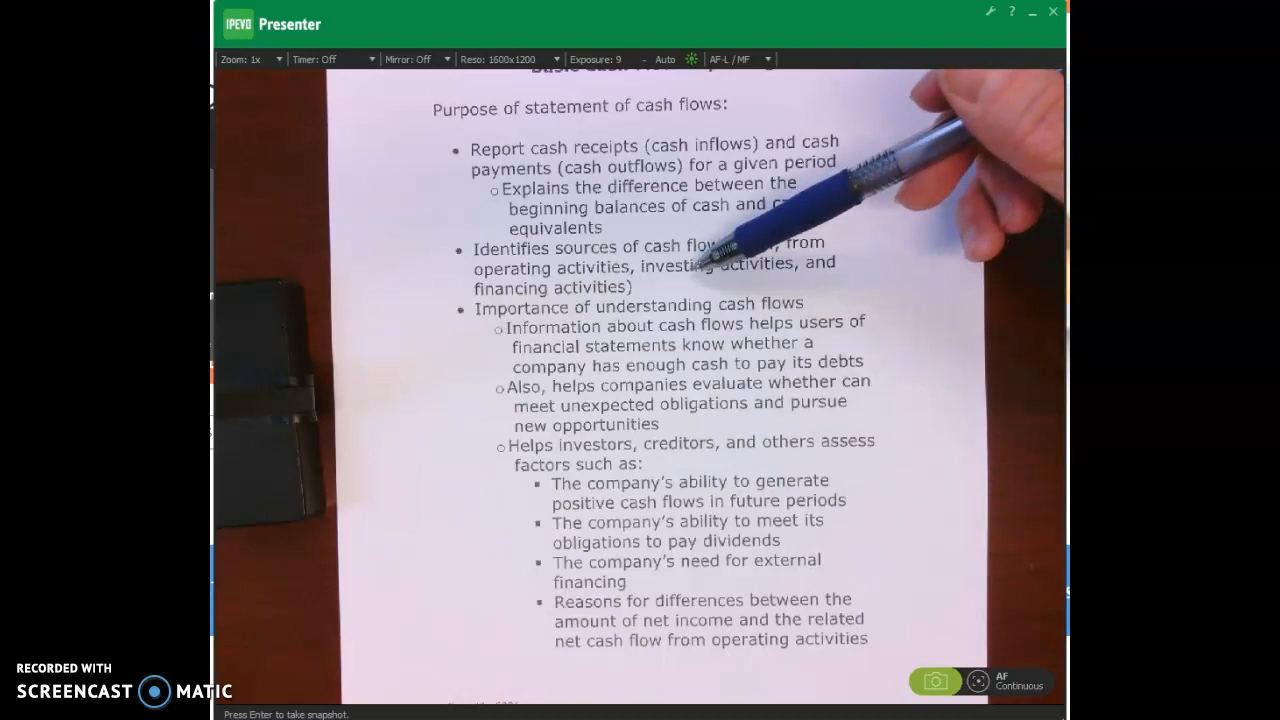 IPEVO Presenter
Zoom: 1x Timer: Off Mirror: Off Reso: 1600x1200 Exposure: 9 - Auto AF-L / MF
Basic Cash
Purpose of statement of cash flows:
• Report cash receipts (cash inflows) and cash
payments (cash outflows) for a given period
o Explains the difference between the
beginning balances of cash and
equivalents
• Identifies sources of cash from
operating activities, investing activities, and
financing activities)
• Importance of understanding cash flows
o Information about cash flows helps users of
financial statements know whether a
company has enough cash to pay its debts
o Also, helps companies evaluate whether can
meet unexpected obligations and pursue
new opportunities
o Helps investors, creditors, and others assess
factors such as:
▪ The company's ability to generate
positive cash flows in future periods
▪ The company's ability to meet its
obligations to pay dividends
▪ The company's need for external
financing
▪ Reasons for differences between the
amount of net income and the related
net cash flow from operating activities
AF
Continuous
RECORDED WITH
SCREENCAST MATIC
Press Enter to take snapshot.